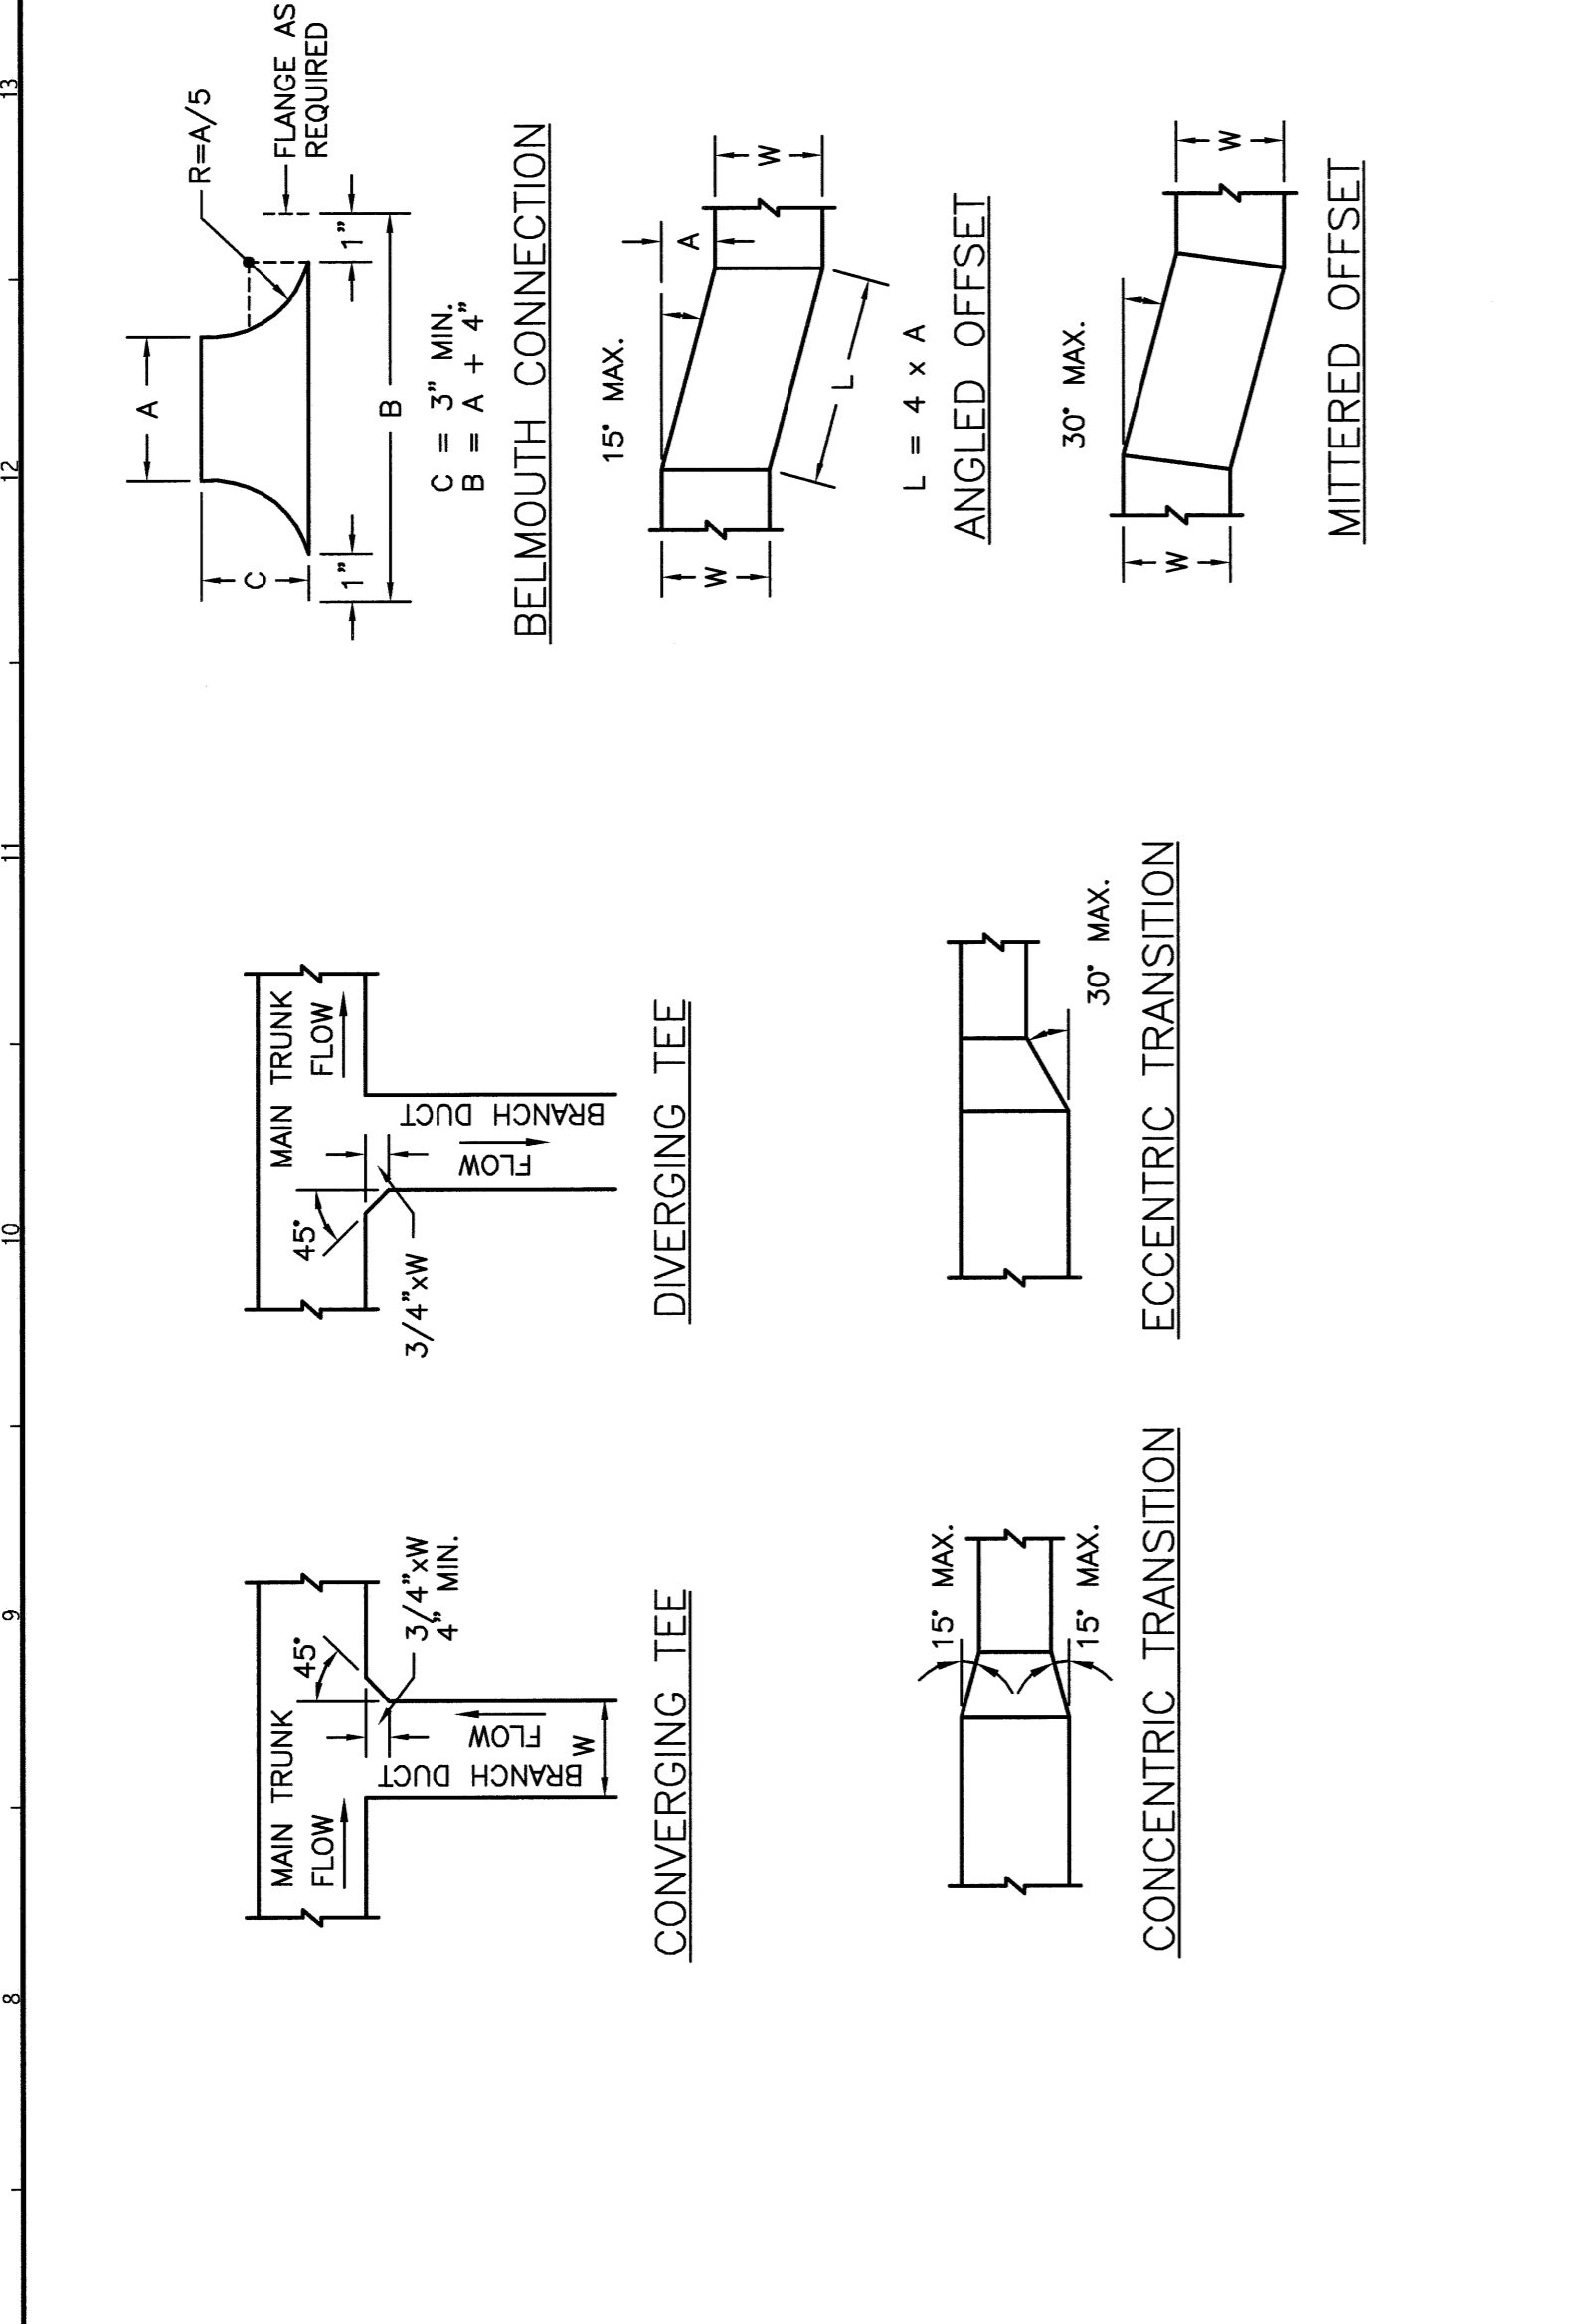 8
9
10
11
12
13
MAIN TRUNK
FLOW
45°
3/4"xW
4" MIN.
FLOW
BRANCH DUCT
W
CONVERGING TEE
MAIN TRUNK
FLOW
45°
3/4"xW
FLOW
BRANCH DUCT
DIVERGING TEE
A
R=A/5
FLANGE AS
REQUIRED
C
1"
1"
B
C = 3" MIN.
B = A + 4"
BELMOUTH CONNECTION
15° MAX.
15° MAX.
CONCENTRIC TRANSITION
30° MAX.
ECCENTRIC TRANSITION
15° MAX.
A
W
W
L
L = 4 x A
ANGLED OFFSET
30° MAX.
W
W
MITTERED OFFSET